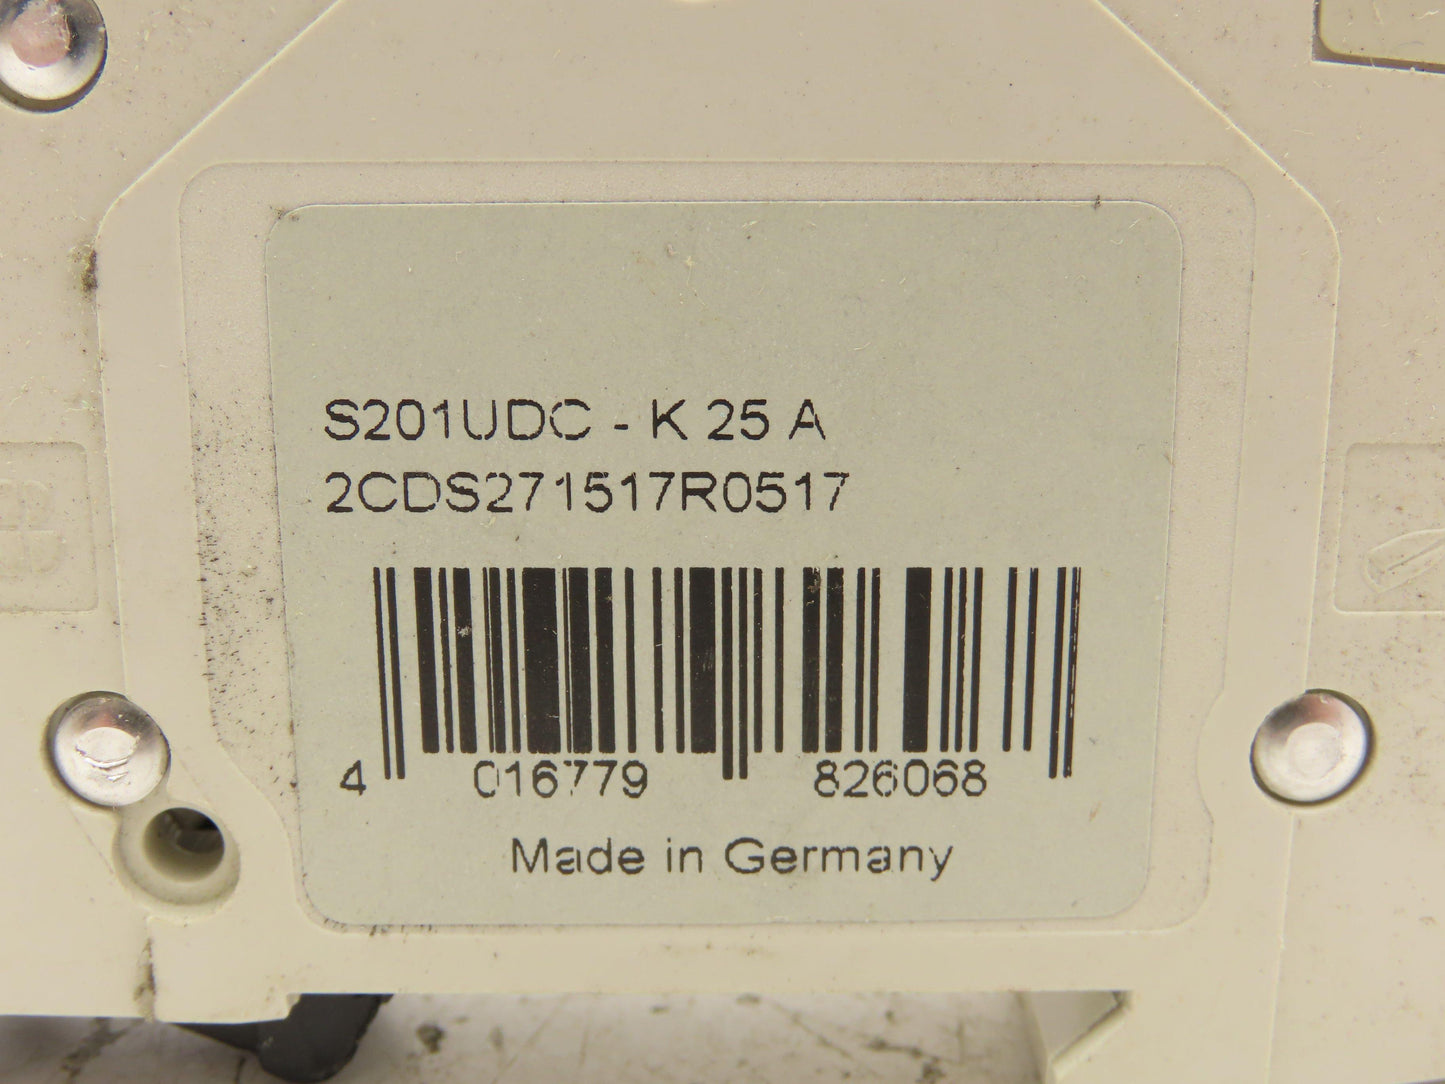 S201UDC - K 25 A
2CDS271517R0517
4 016779 826068
Made in Germany